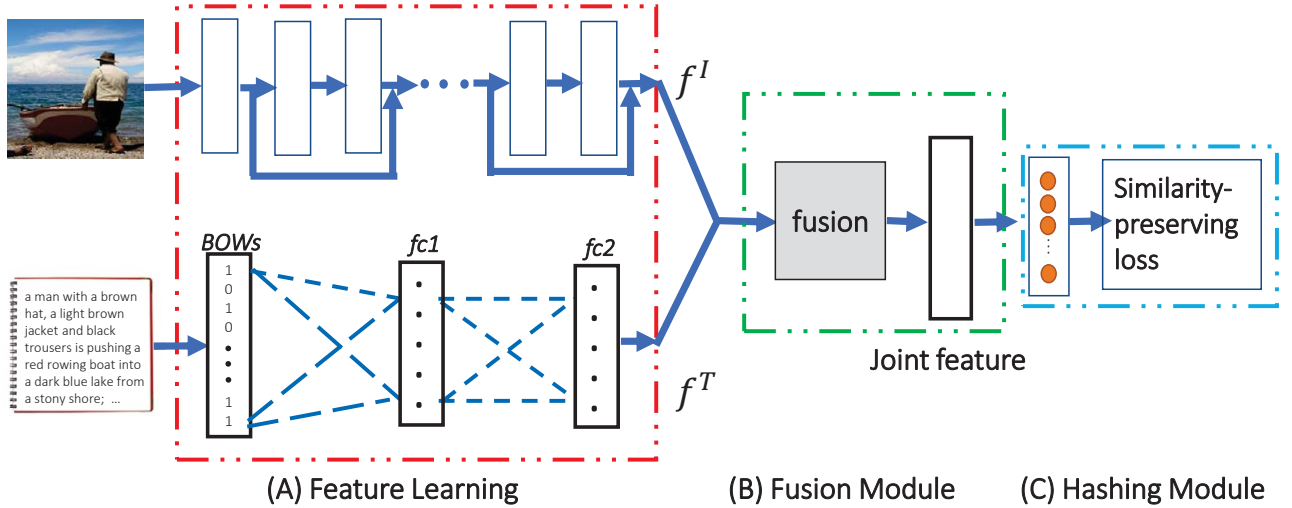 f^I
BOWs
1
0
1
0
1
1
fc1
fc2
a man with a brown
hat, a light brown
jacket and black
trousers is pushing a
red rowing boat into
a dark blue lake from
a stony shore; ...
f^T
fusion
Joint feature
Similarity-
preserving
loss
(A) Feature Learning
(B) Fusion Module
(C) Hashing Module